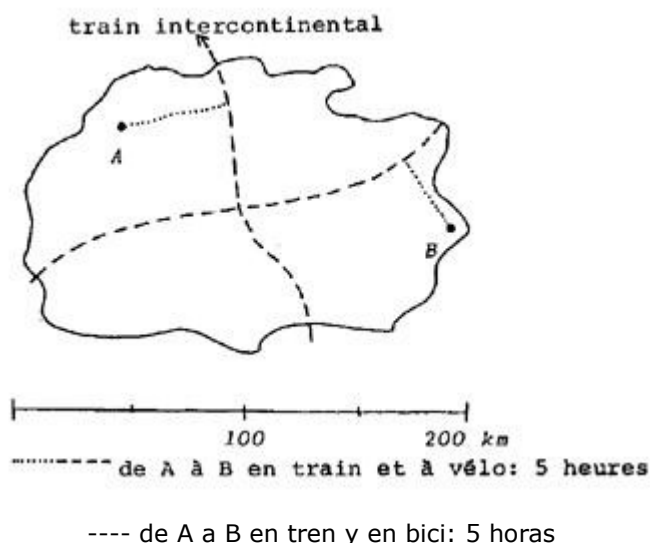 train intercontinental
A
B
100
200 km
de A à B en train et à vélo: 5 heures
---- de A a B en tren y en bici: 5 horas